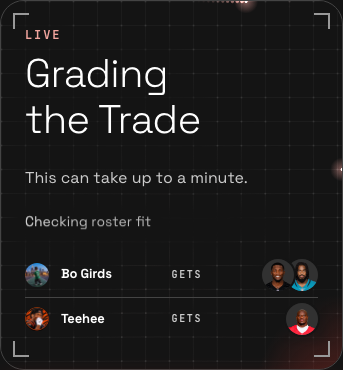 LIVE
Grading
the Trade
This can take up to a minute.
Checking roster fit
Bo Girds GETS
Teehee GETS